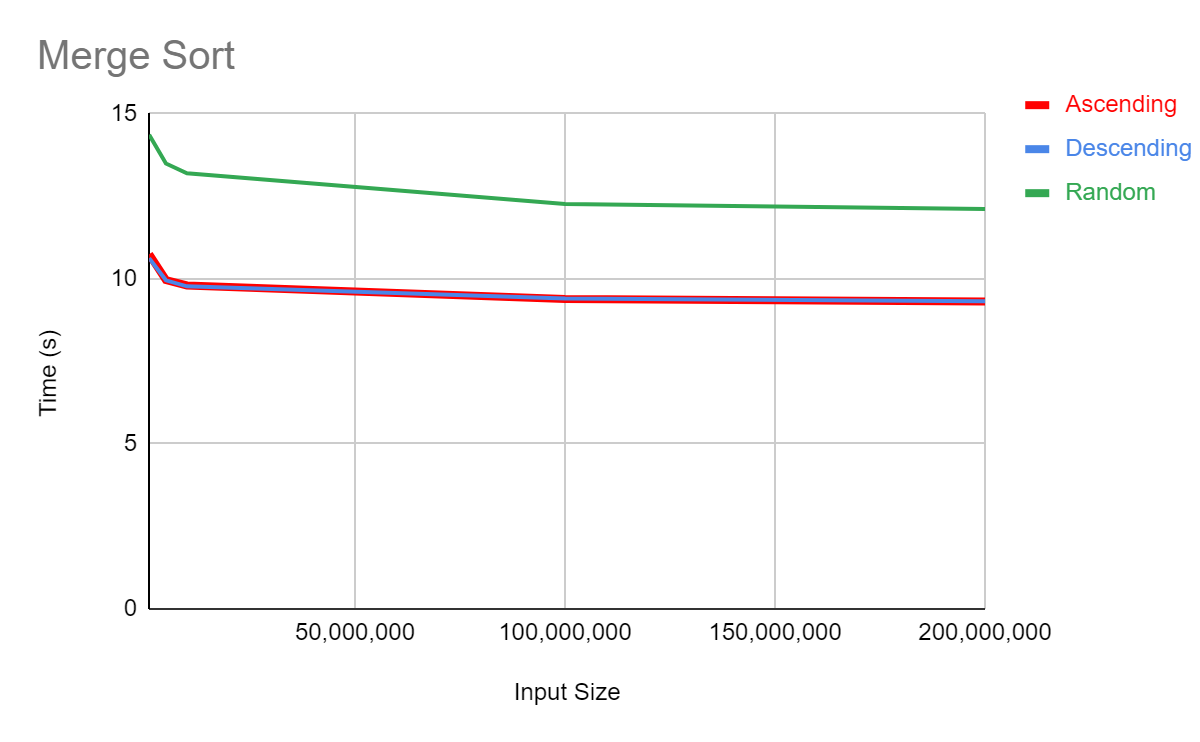 Merge Sort
Ascending
Descending
Random
15
10
5
0
Time (s)
50,000,000
100,000,000
150,000,000
200,000,000
Input Size